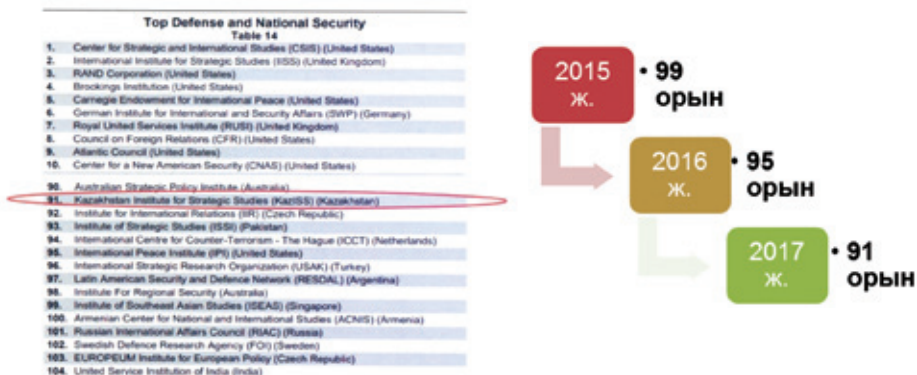 Top Defense and National Security
Table 14
1. Center for Strategic and International Studies (CSIS) (United States)
2. International Institute for Strategic Studies (IISS) (United Kingdom)
3. RAND Corporation (United States)
4. Brookings Institution (United States)
5. Carnegie Endowment for International Peace (United States)
6. German Institute for International and Security Affairs (SWP) (Germany)
7. Royal United Services Institute (RUSI) (United Kingdom)
8. Council on Foreign Relations (CFR) (United States)
9. Atlantic Council (United States)
10. Center for a New American Security (CNAS) (United States)
90. Australian Strategic Policy Institute (Australia)
91. Kazakhstan Institute for Strategic Studies (KazISS) (Kazakhstan)
92. Institute for International Relations (IIR) (Czech Republic)
93. Institute of Strategic Studies (ISSI) (Pakistan)
94. International Centre for Counter-Terrorism - The Hague (ICCT) (Netherlands)
95. International Peace Institute (IPI) (United States)
96. International Strategic Research Organization (USAK) (Turkey)
97. Latin American Security and Defence Network (RESDAL) (Argentina)
98. Institute For Regional Security (Australia)
99. Institute of Southeast Asian Studies (ISEAS) (Singapore)
100. Armenian Center for National and International Studies (ACNIS) (Armenia)
101. Russian International Affairs Council (RIAC) (Russia)
102. Swedish Defence Research Agency (FOI) (Sweden)
103. EUROPEUM Institute for European Policy (Czech Republic)
104. United Service Institution of India (India)
2015
ж.
• 99
орын
2016
ж.
• 95
орын
2017
ж.
• 91
орын